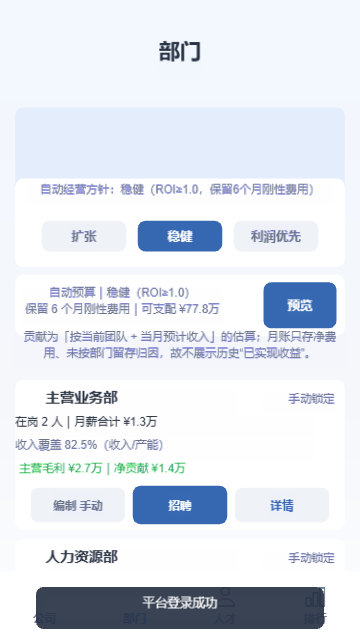 部门
自动经营方针：稳健（ROI≥1.0，保留6个月刚性费用）
扩张
稳健
利润优先
自动预算 | 稳健（ROI≥1.0）
保留 6 个月刚性费用 | 可支配 ¥77.8万
预览
贡献为「按当前团队 + 当月预计收入」的估算；月账只存净费
用、未按部门留存归因，故不展示历史“已实现收益”。
主营业务部
手动锁定
在岗 2 人 | 月薪合计 ¥1.3万
收入覆盖 82.5%（收入/产能）
主营毛利 ¥2.7万 | 净贡献 ¥1.4万
编制 手动
招聘
详情
人力资源部
手动锁定
平台登录成功
公司
部门
人才
排行